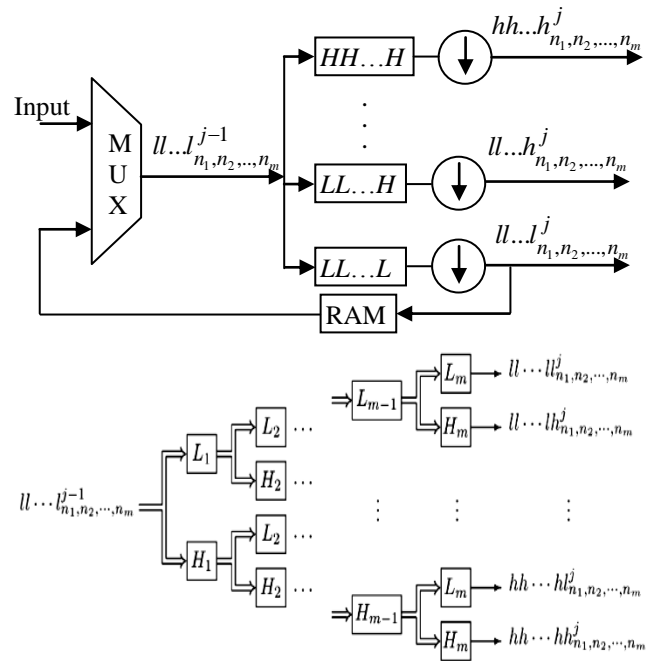 hh...h^j_{n_1,n_2,...,n_m}
HH…H
Input
ll...l^{j-1}_{n_1,n_2,..,n_m}
M
U
X
ll...h^j_{n_1,n_2,...,n_m}
LL…H
ll...l^j_{n_1,n_2,...,n_m}
LL…L
RAM
L_m ll⋯ll^j_{n_1,n_2,⋯,n_m}
L_{m-1}
L_2 ⋯ H_m ll⋯lh^j_{n_1,n_2,⋯,n_m}
L_1
H_2 ⋯
ll⋯l^{j-1}_{n_1,n_2,⋯,n_m}
L_2 ⋯
H_1
H_2 ⋯ L_m hh⋯hl^j_{n_1,n_2,⋯,n_m}
H_{m-1}
H_m hh⋯hh^j_{n_1,n_2,⋯,n_m}